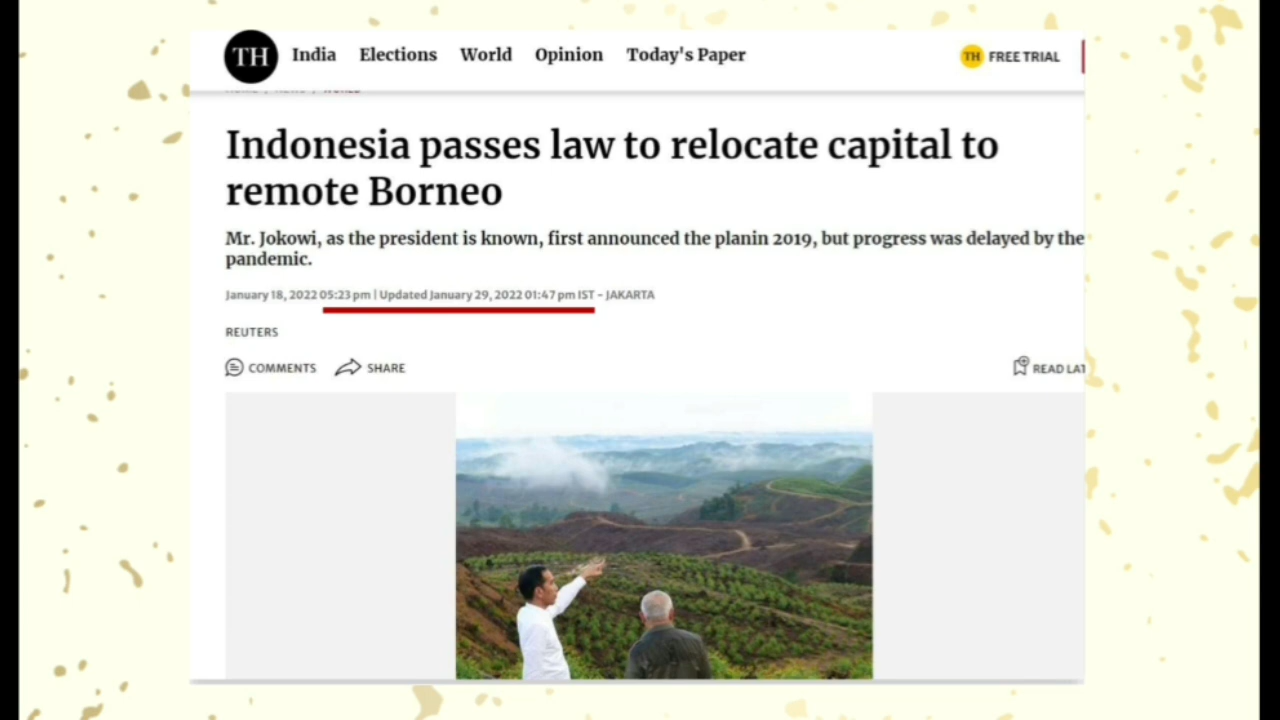 TH India Elections World Opinion Today's Paper TH FREE TRIAL
Indonesia passes law to relocate capital to
remote Borneo
Mr. Jokowi, as the president is known, first announced the planin 2019, but progress was delayed by the
pandemic.
January 18, 2022 05:23 pm | Updated January 29, 2022 01:47 pm IST - JAKARTA
REUTERS
COMMENTS SHARE READ LAT